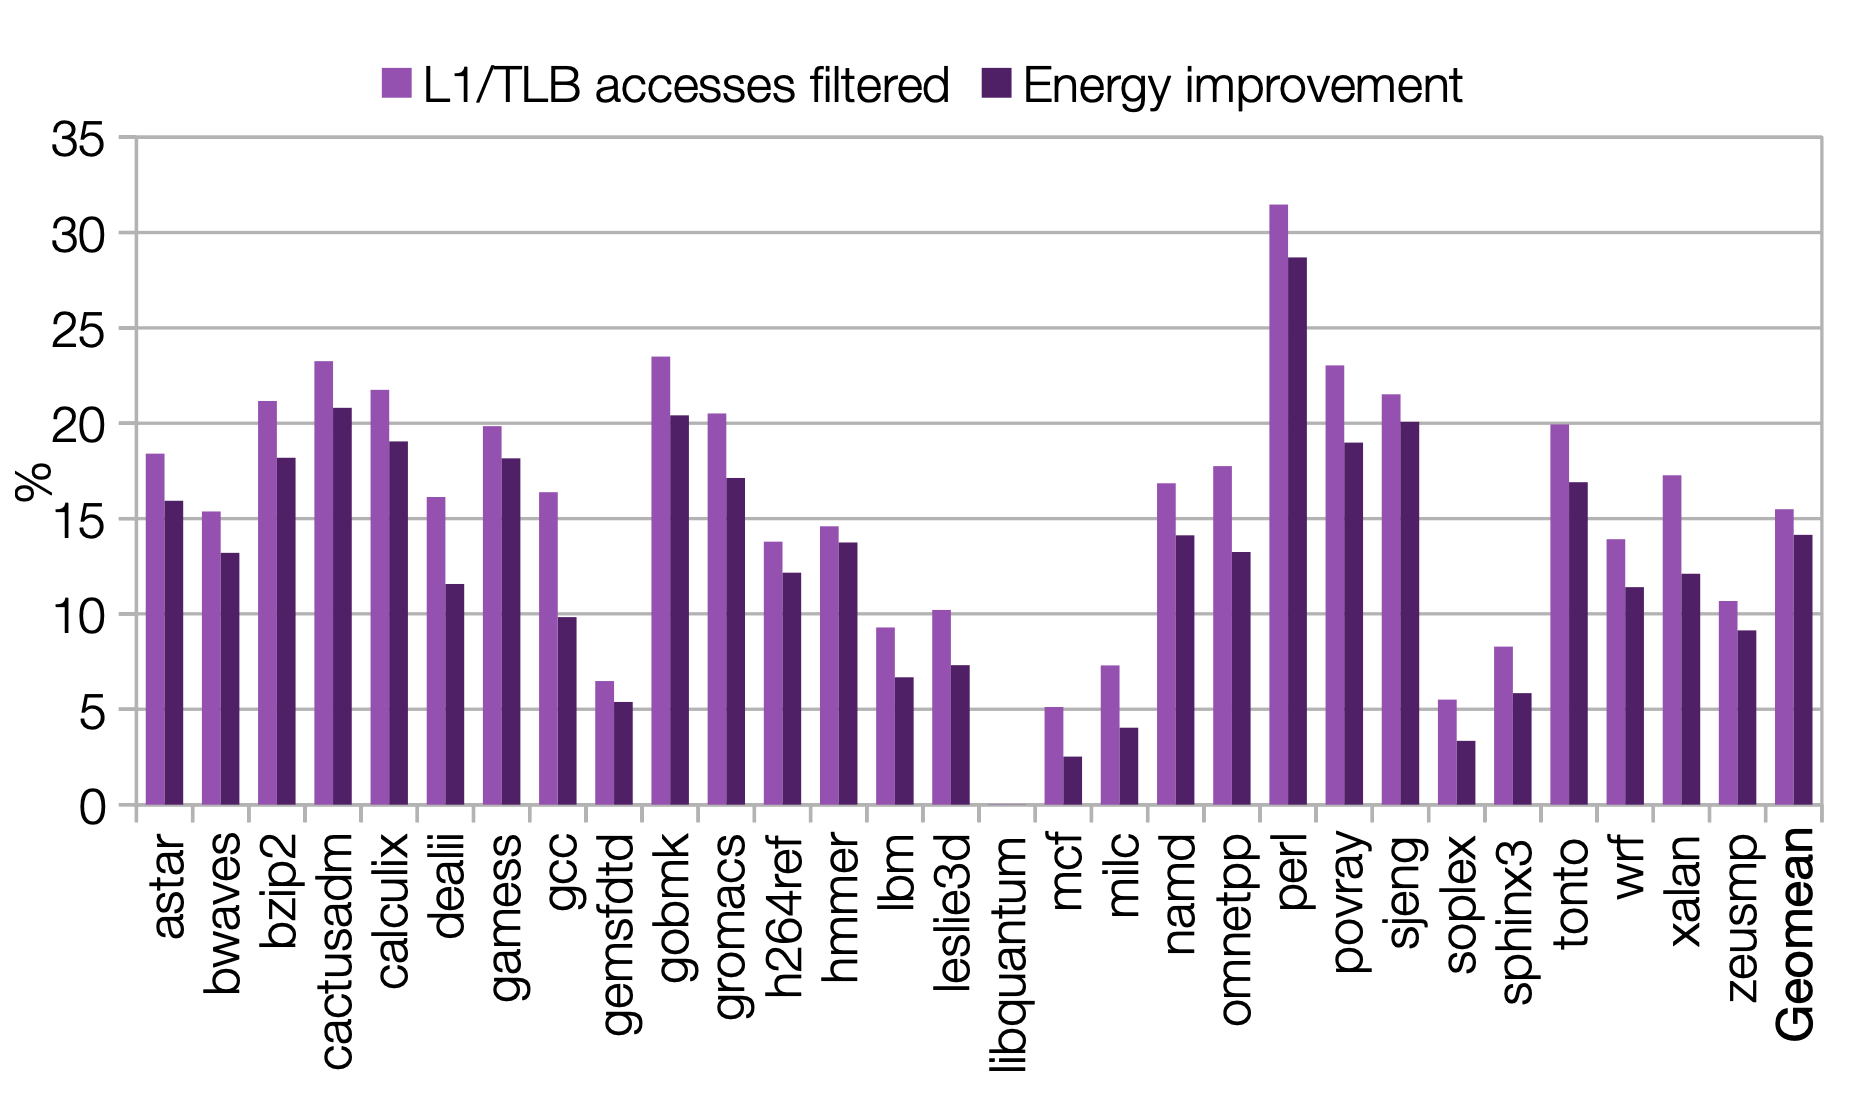 L1/TLB accesses filtered Energy improvement
35
30
25
20
15
10
5
0
%
astar
bwaves
bzip2
cactusadm
calculix
dealii
gamess
gcc
gemsfdtd
gobmk
gromacs
h264ref
hmmer
lbm
leslie3d
libquantum
mcf
milc
namd
omnetpp
perl
povray
sjeng
soplex
sphinx3
tonto
wrf
xalan
zeusmp
Geomean